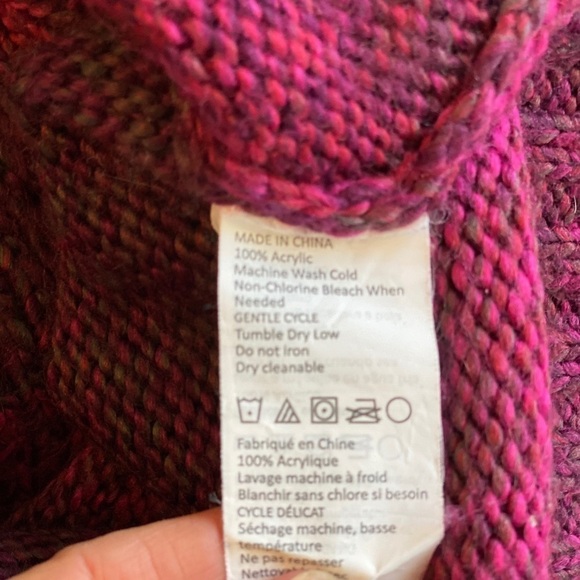 MADE IN CHINA
100% Acrylic
Machine Wash Cold
Non-Chlorine Bleach When
Needed
GENTLE CYCLE
Tumble Dry Low
Do not Iron
Dry cleanable
Fabriqué en Chine
100% Acrylique
Lavage machine à froid
Blanchir sans chlore si besoin
CYCLE DÉLICAT
Séchage machine, basse
température
Ne pas repasser